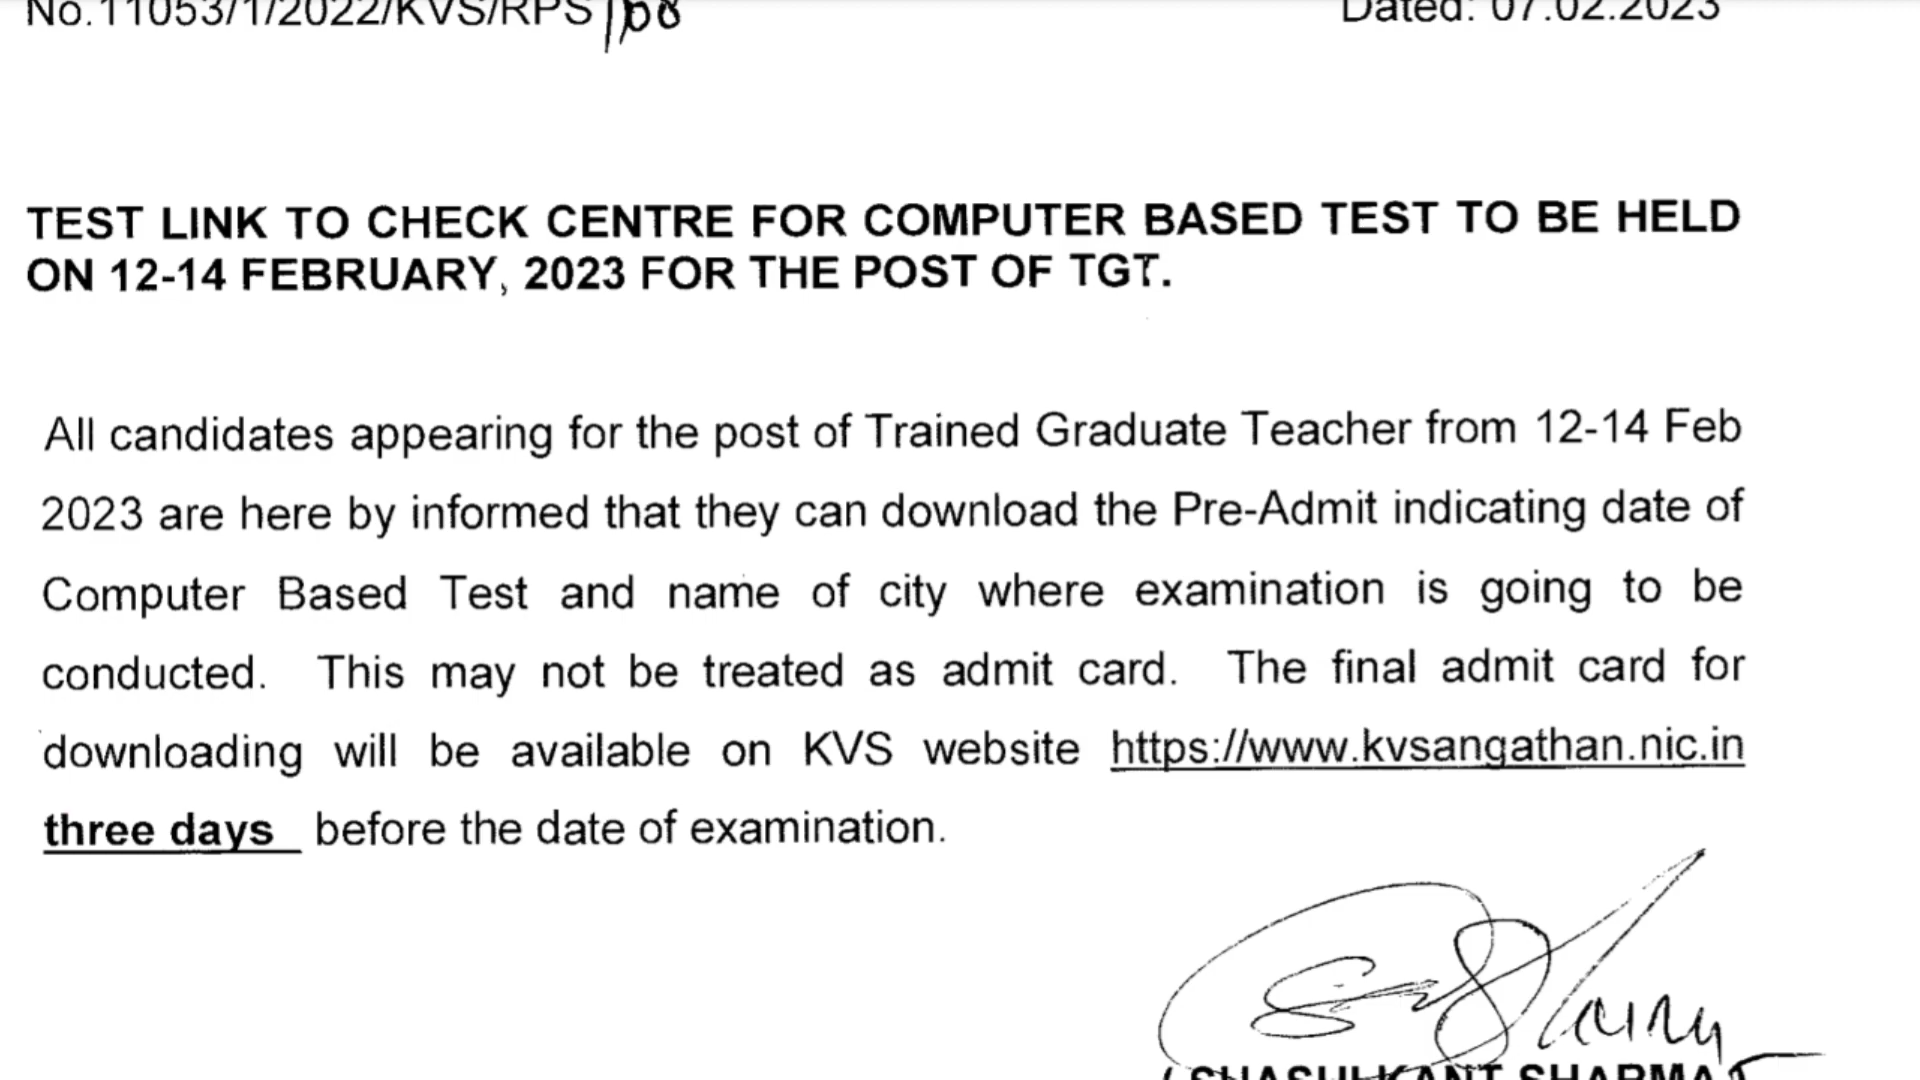 No.11053/1/2022/KVS/RPS
Dated: 07.02.2023
TEST LINK TO CHECK CENTRE FOR COMPUTER BASED TEST TO BE HELD
ON 12-14 FEBRUARY, 2023 FOR THE POST OF TGT.
All candidates appearing for the post of Trained Graduate Teacher from 12-14 Feb
2023 are here by informed that they can download the Pre-Admit indicating date of
Computer Based Test and name of city where examination is going to be
conducted. This may not be treated as admit card. The final admit card for
downloading will be available on KVS website https://www.kvsangathan.nic.in
three days before the date of examination.
SHARMA